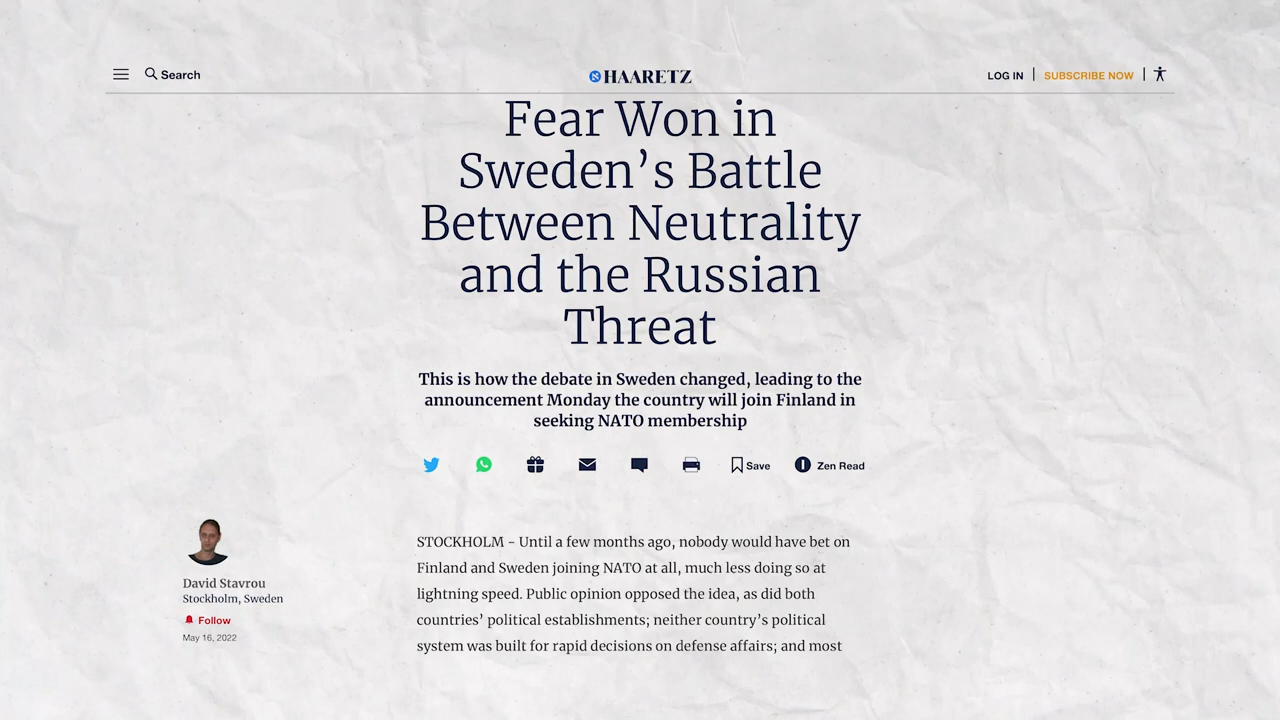 Search
HAARETZ
LOG IN
SUBSCRIBE NOW
Fear Won in
Sweden’s Battle
Between Neutrality
and the Russian
Threat
This is how the debate in Sweden changed, leading to the
announcement Monday the country will join Finland in
seeking NATO membership
Save
Zen Read
David Stavrou
Stockholm, Sweden
Follow
May 16, 2022
STOCKHOLM - Until a few months ago, nobody would have bet on
Finland and Sweden joining NATO at all, much less doing so at
lightning speed. Public opinion opposed the idea, as did both
countries’ political establishments; neither country’s political
system was built for rapid decisions on defense affairs; and most